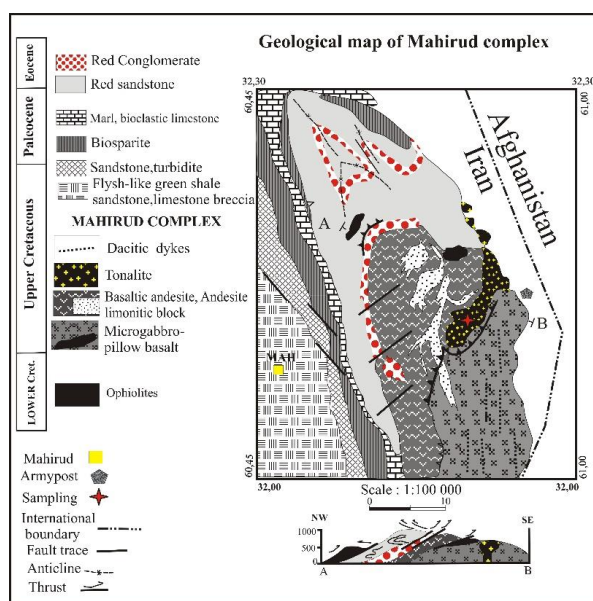 Geological map of Mahirud complex
Eocene
Red Conglomerate
Red sandstone
Paleocene
Marl, bioclastic limestone
Biosparite
Upper Cretaceous
Sandstone,turbidite
Flysh-like green shale
sandstone,limestone breccia
MAHIRUD COMPLEX
Dacitic dykes
Tonalite
Basaltic andesite, Andesite
limonitic block
Microgabbro-
pillow basalt
LOWER Cret.
Ophiolites
Mahirud
Armypost
Sampling
International
boundary
Fault trace
Anticline
Thrust
32,30
32,30
60,45
61,00
Afghanistan
Iran
A
B
MAH
60,45
61,00
32,00
32,00
Scale : 1:100 000
0
10
NW
SE
1000
500
0
A
B